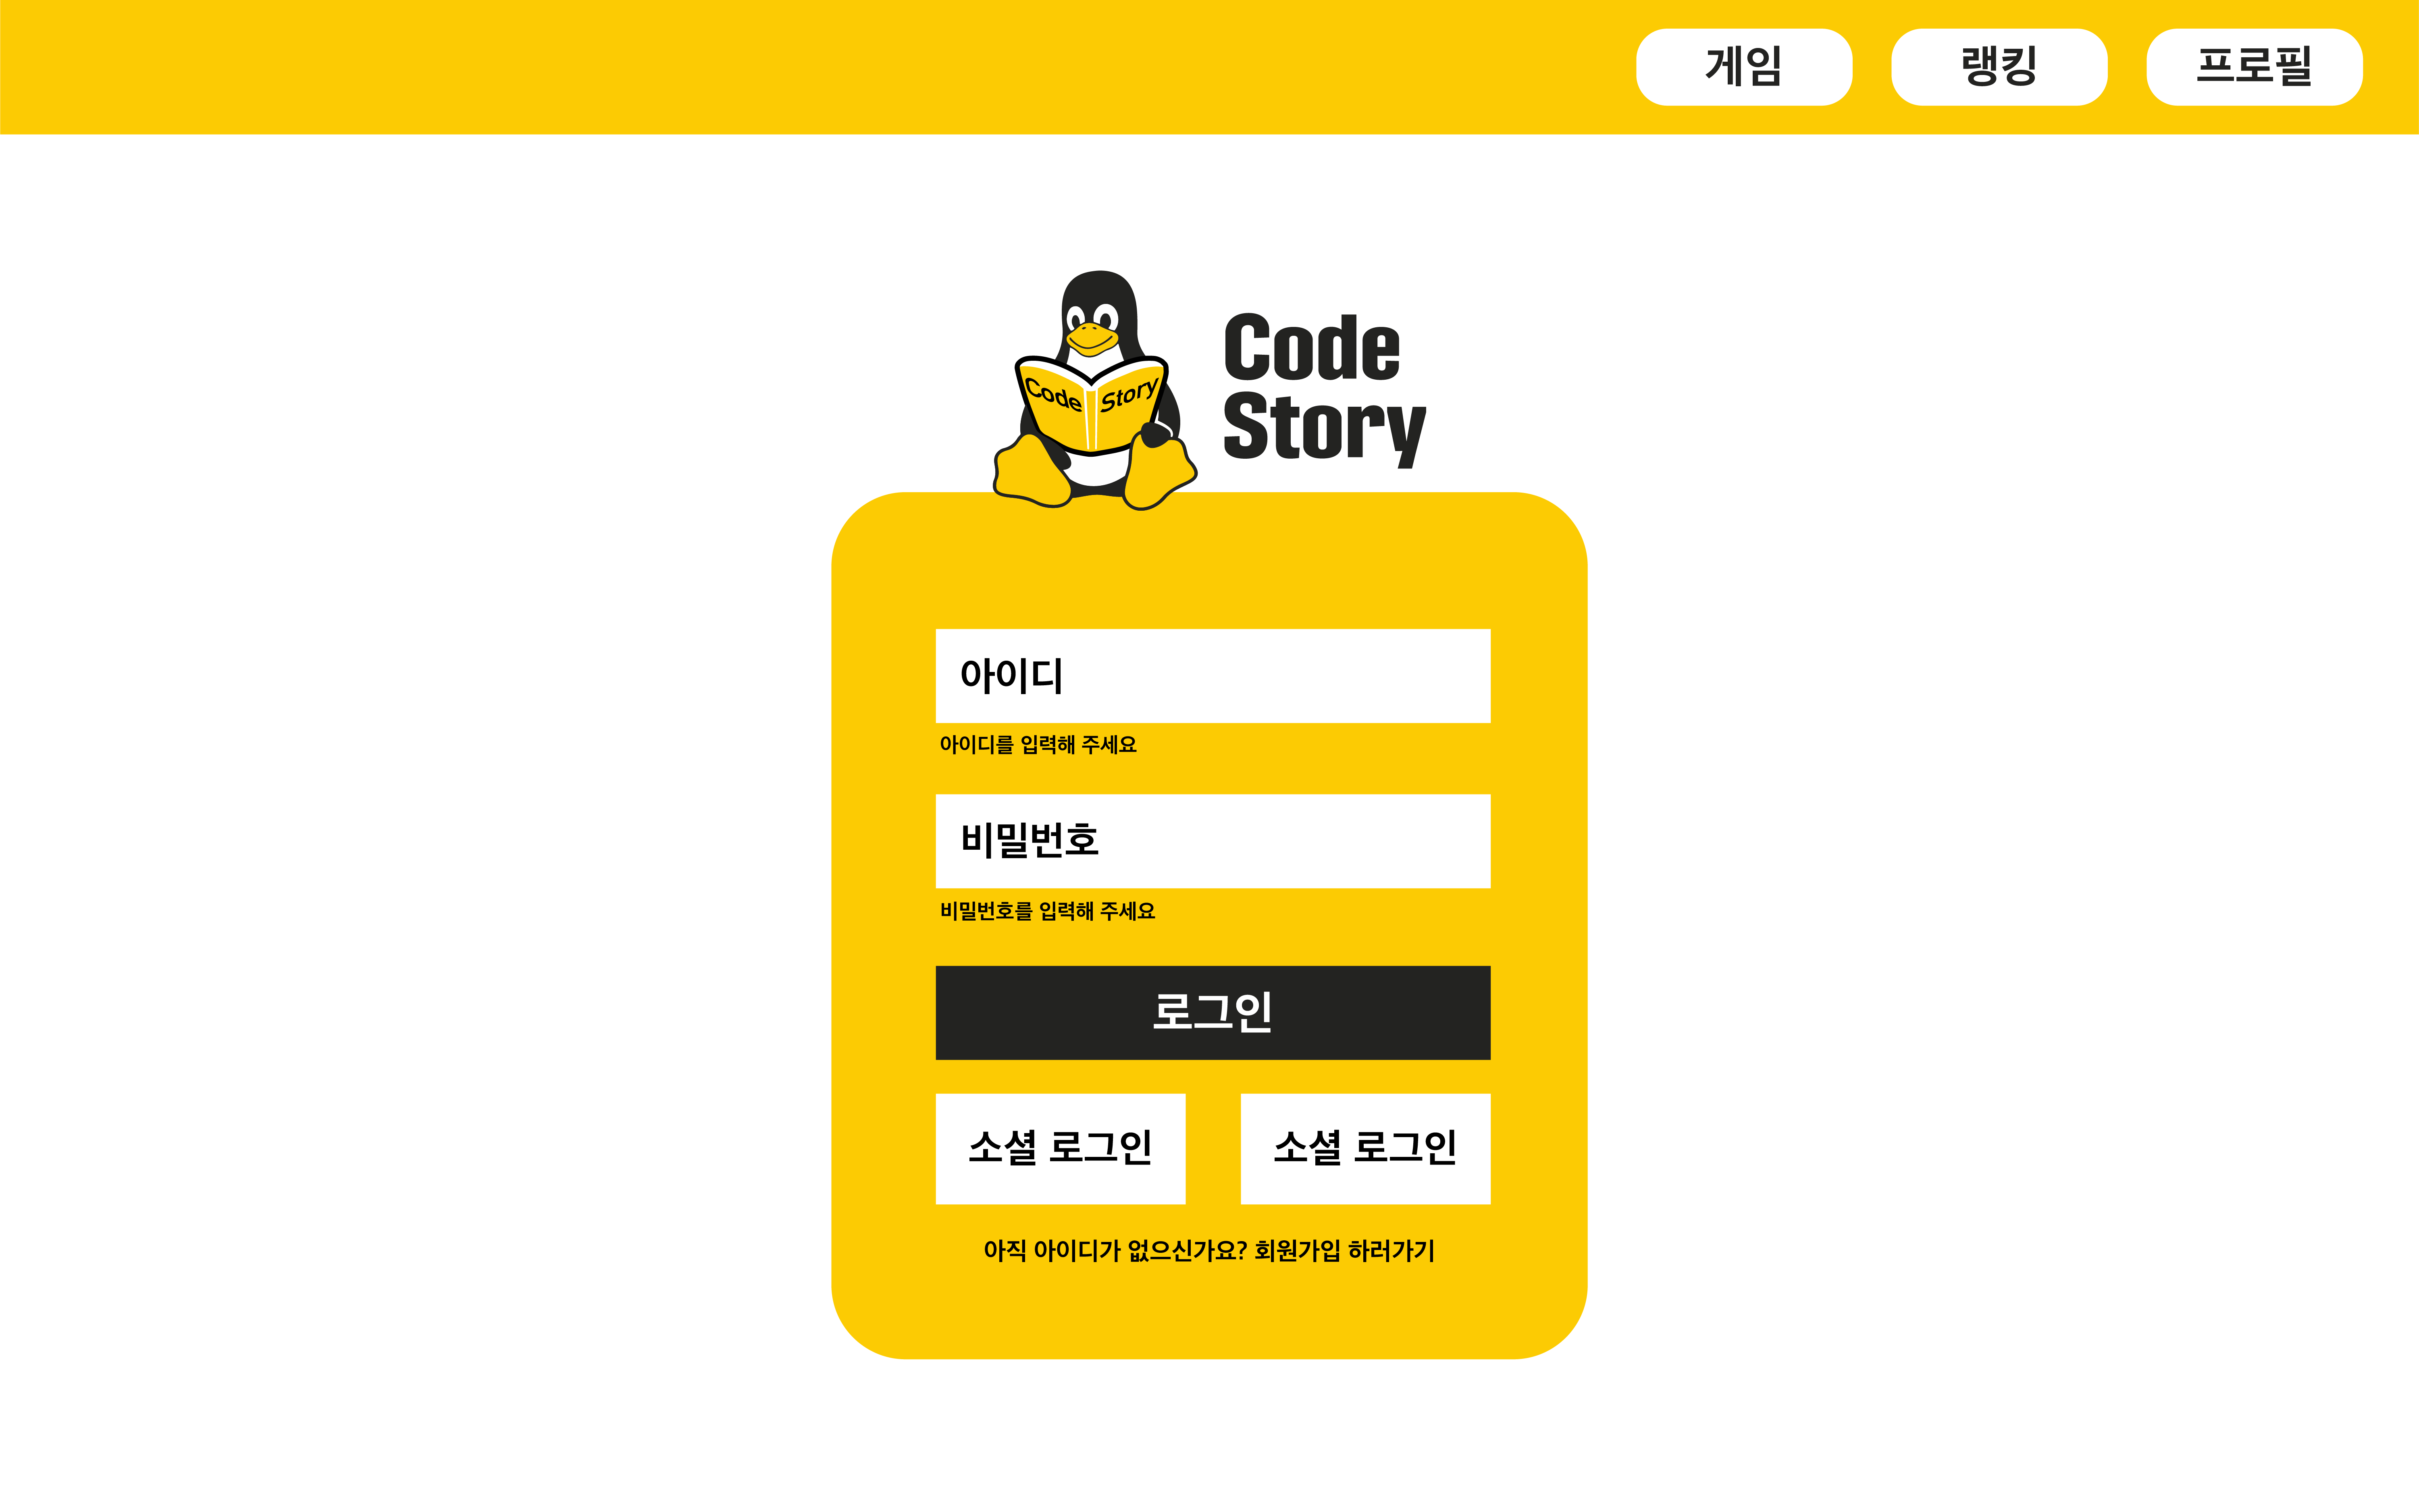 게임 랭킹 프로필
Code
Story
Code Story
아이디
아이디를 입력해 주세요
비밀번호
비밀번호를 입력해 주세요
로그인
소셜 로그인 소셜 로그인
아직 아이디가 없으신가요? 회원가입 하러가기